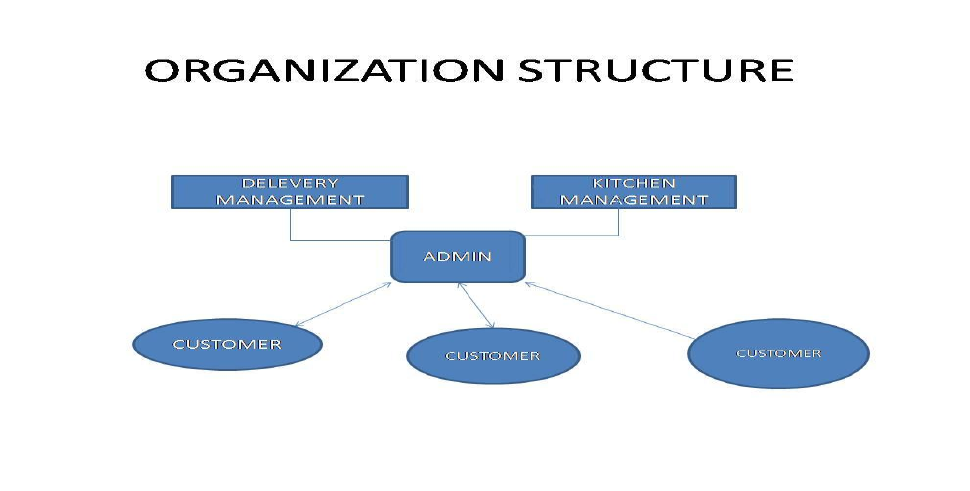 ORGANIZATION STRUCTURE
DELEVERY
MANAGEMENT
KITCHEN
MANAGEMENT
ADMIN
CUSTOMER
CUSTOMER
CUSTOMER